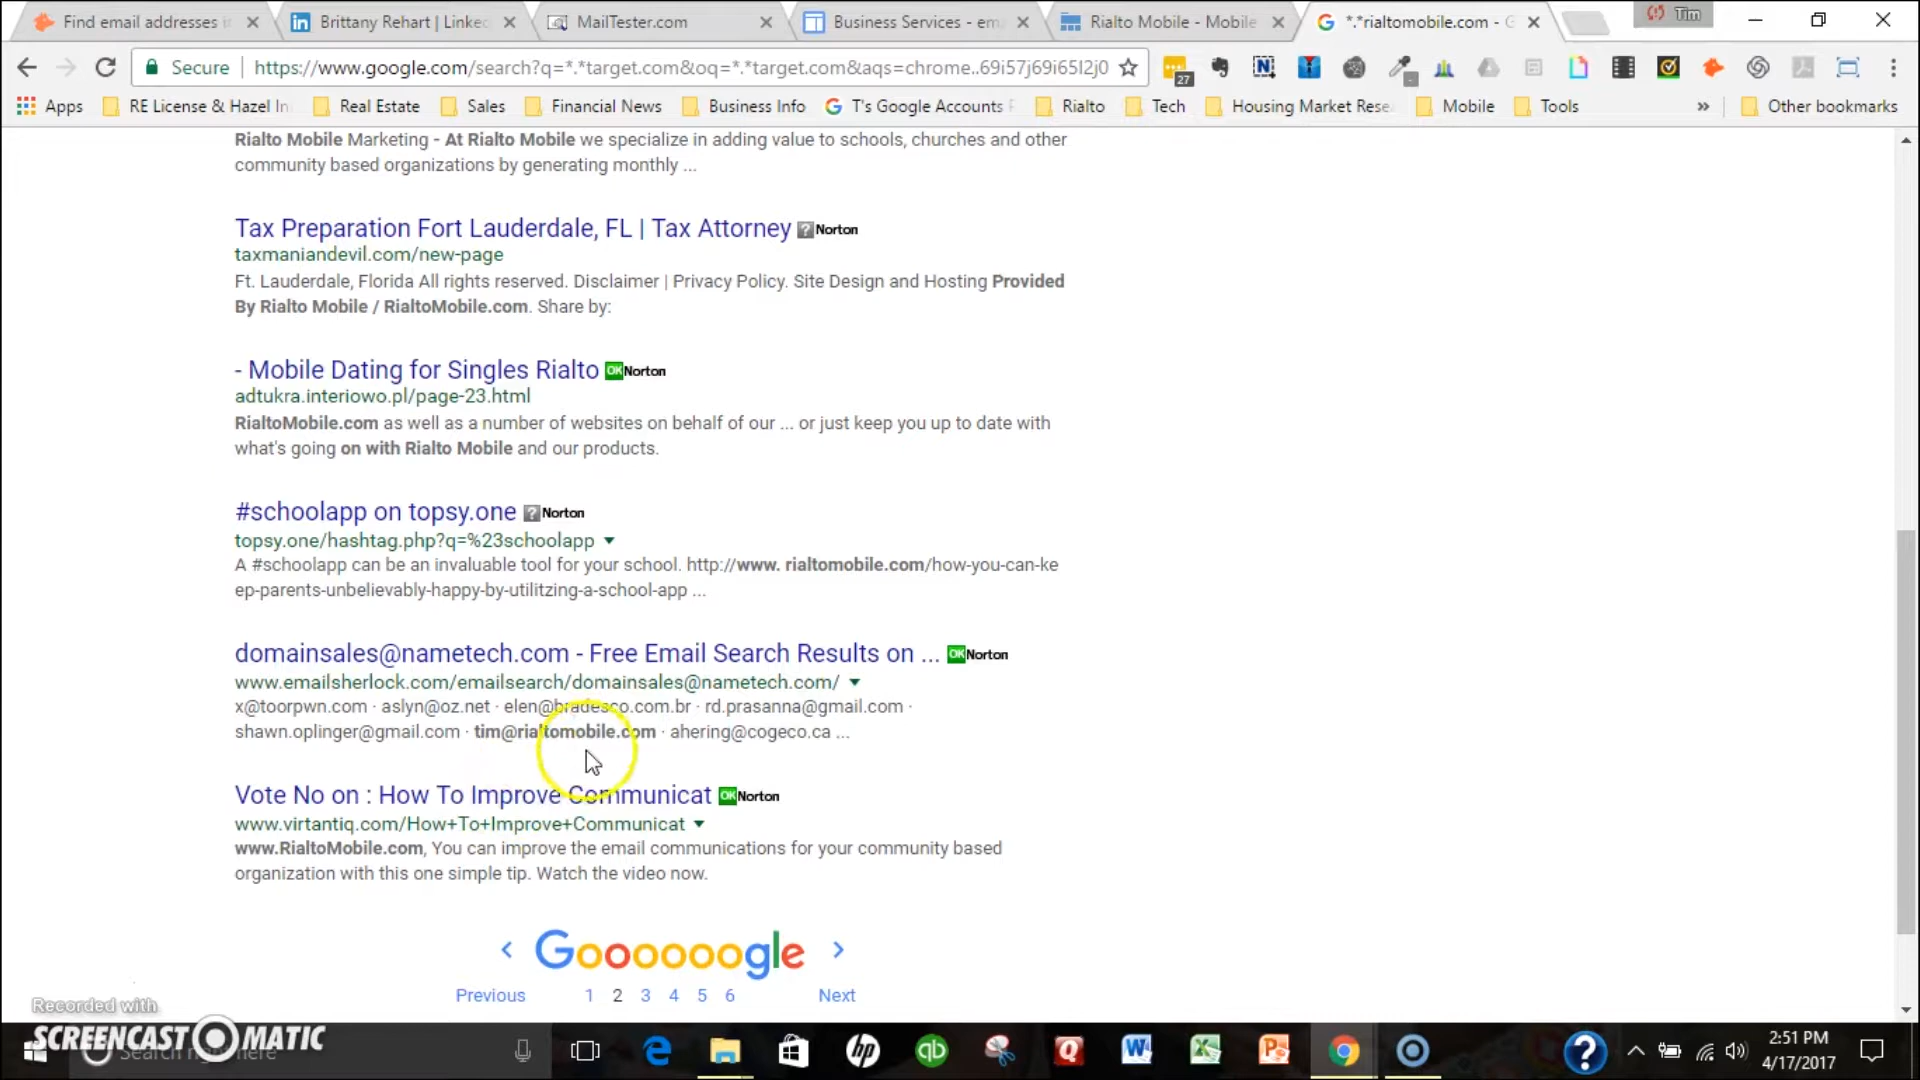 Find email addresses i
Brittany Rehart | Linked
MailTester.com
Business Services - ema
Rialto Mobile - Mobile
*.*rialtomobile.com - G
Tim
Secure
https://www.google.com/search?q=*.*target.com&oq=*.*target.com&aqs=chrome..69i57j69i65l2j0
27
Apps
RE License & Hazel In
Real Estate
Sales
Financial News
Business Info
T's Google Accounts
Rialto
Tech
Housing Market Rese
Mobile
Tools
»
Other bookmarks
Rialto Mobile Marketing - At Rialto Mobile we specialize in adding value to schools, churches and other
community based organizations by generating monthly ...
Tax Preparation Fort Lauderdale, FL | Tax Attorney ? Norton
taxmaniandevil.com/new-page
Ft. Lauderdale, Florida All rights reserved. Disclaimer | Privacy Policy. Site Design and Hosting Provided
By Rialto Mobile / RialtoMobile.com. Share by:
- Mobile Dating for Singles Rialto OK Norton
adtukra.interiowo.pl/page-23.html
RialtoMobile.com as well as a number of websites on behalf of our ... or just keep you up to date with
what's going on with Rialto Mobile and our products.
#schoolapp on topsy.one ? Norton
topsy.one/hashtag.php?q=%23schoolapp
A #schoolapp can be an invaluable tool for your school. http://www. rialtomobile.com/how-you-can-ke
ep-parents-unbelievably-happy-by-utilitzing-a-school-app ...
domainsales@nametech.com - Free Email Search Results on ... OK Norton
www.emailsherlock.com/emailsearch/domainsales@nametech.com/
x@toorpwn.com · aslyn@oz.net · elen@bradesco.com.br · rd.prasanna@gmail.com ·
shawn.oplinger@gmail.com · tim@rialtomobile.com · ahering@cogeco.ca ...
Vote No on : How To Improve Communicat OK Norton
www.virtantiq.com/How+To+Improve+Communicat
www.RialtoMobile.com, You can improve the email communications for your community based
organization with this one simple tip. Watch the video now.
Goooooogle
Previous 1 2 3 4 5 6 Next
Recorded with
SCREENCAST-O-MATIC
Search here
2:51 PM
4/17/2017